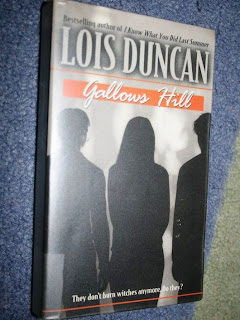 Bestselling author of I Know What You Did Last Summer
LOIS DUNCAN
Gallows Hill
They don't burn witches anymore. Do they?